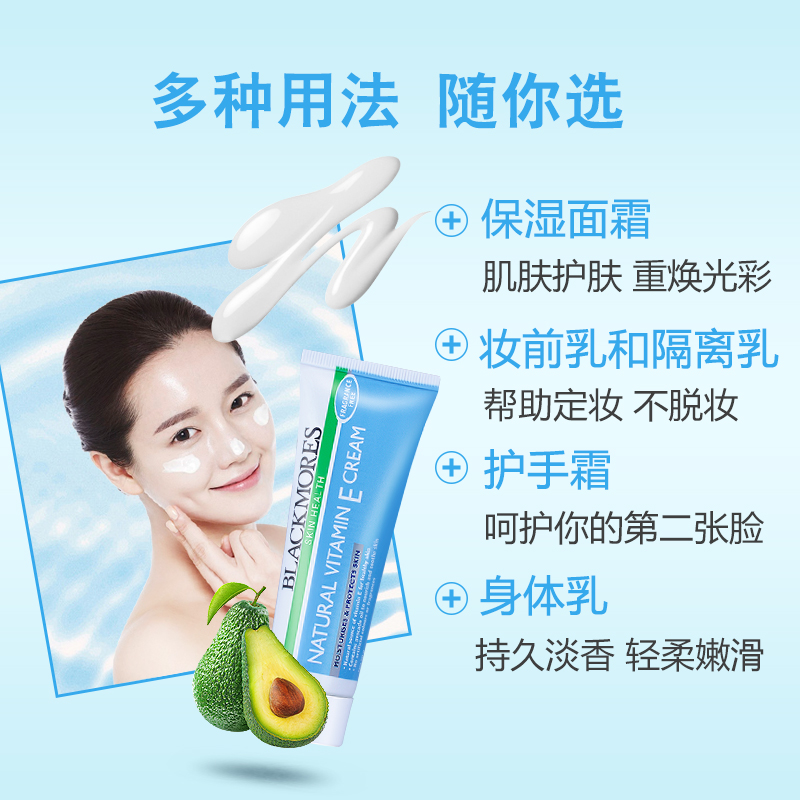 多种用法 随你选
保湿面霜
肌肤护肤 重焕光彩
妆前乳和隔离乳
帮助定妆 不脱妆
护手霜
呵护你的第二张脸
身体乳
持久淡香 轻柔嫩滑
FRAGRANCE FREE
BLACKMORES
SKIN HEALTH
NATURAL VITAMIN E CREAM
MOISTURISES & PROTECTS SKIN